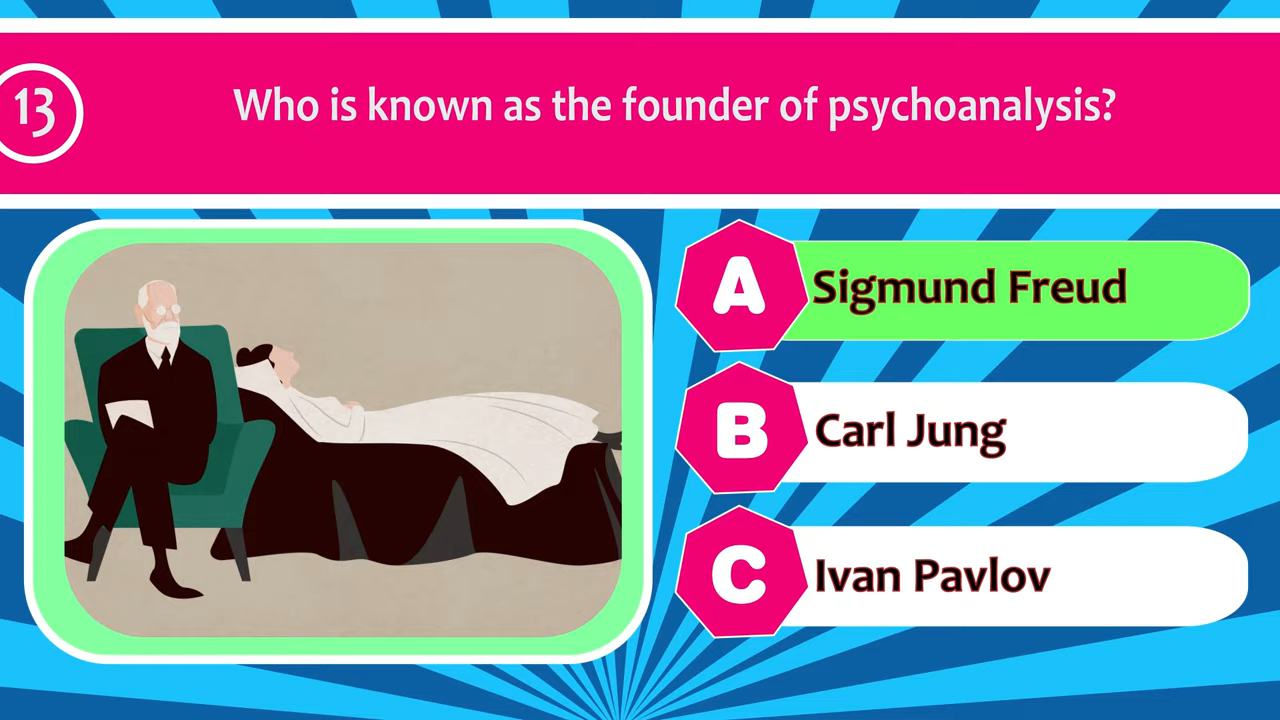 13
Who is known as the founder of psychoanalysis?
A Sigmund Freud
B Carl Jung
C Ivan Pavlov